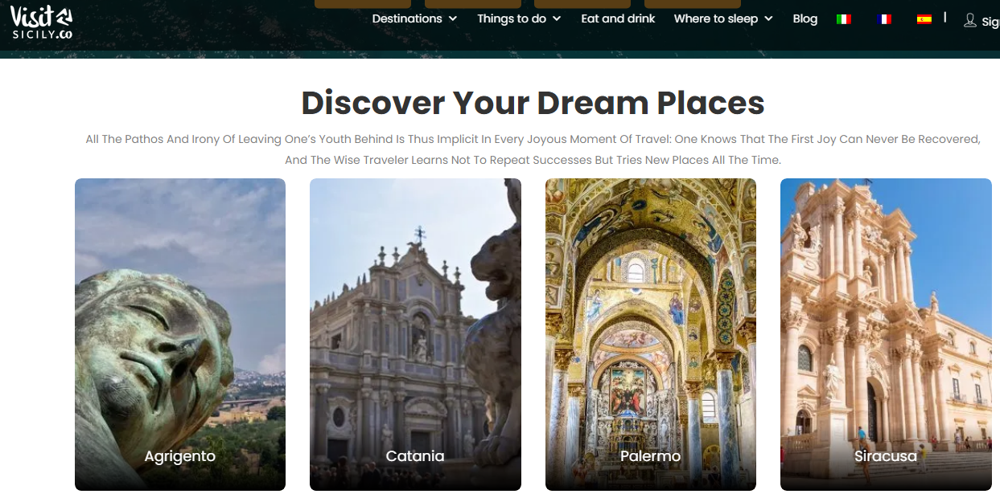 Visit
SICILY.CO
Destinations
Things to do
Eat and drink
Where to sleep
Blog
Discover Your Dream Places
All The Pathos And Irony Of Leaving One's Youth Behind Is Thus Implicit In Every Joyous Moment Of Travel: One Knows That The First Joy Can Never Be Recovered,
And The Wise Traveler Learns Not To Repeat Successes But Tries New Places All The Time.
Agrigento
Catania
Palermo
Siracusa